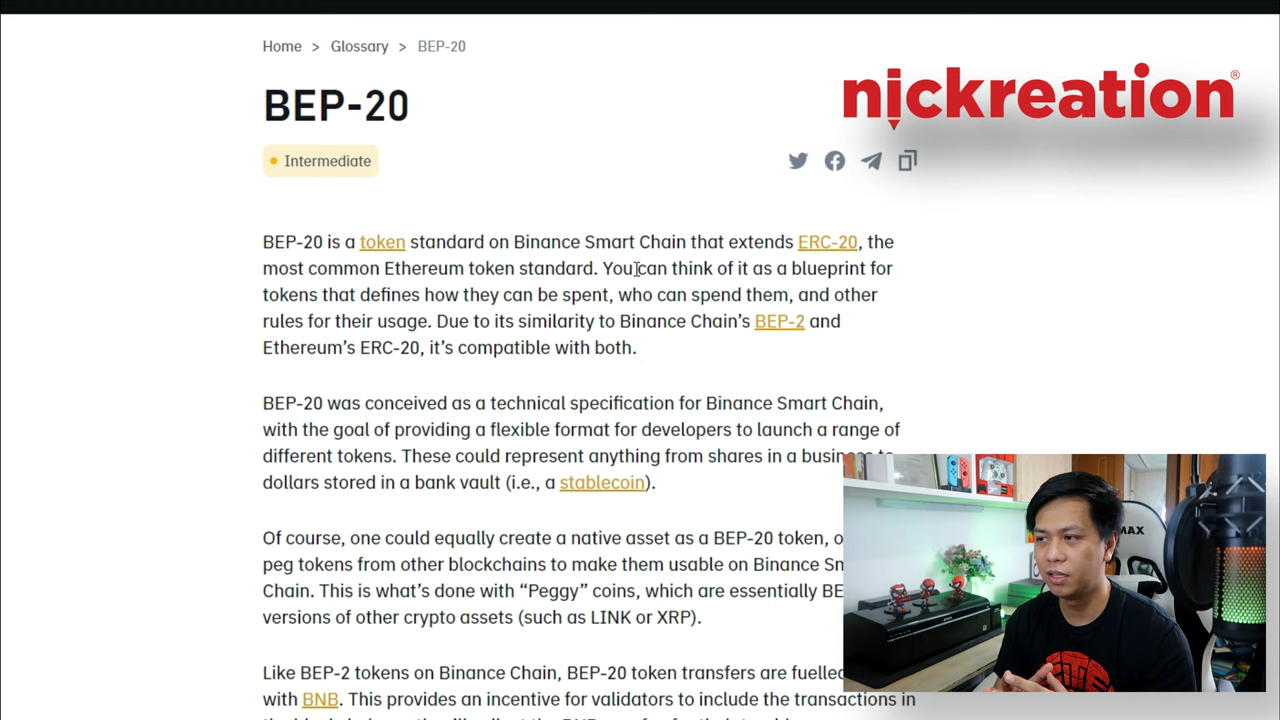 Home > Glossary > BEP-20
BEP-20
nickreation®
Intermediate
BEP-20 is a token standard on Binance Smart Chain that extends ERC-20, the
most common Ethereum token standard. You can think of it as a blueprint for
tokens that defines how they can be spent, who can spend them, and other
rules for their usage. Due to its similarity to Binance Chain’s BEP-2 and
Ethereum’s ERC-20, it’s compatible with both.
BEP-20 was conceived as a technical specification for Binance Smart Chain,
with the goal of providing a flexible format for developers to launch a range of
different tokens. These could represent anything from shares in a business to
dollars stored in a bank vault (i.e., a stablecoin).
Of course, one could equally create a native asset as a BEP-20 token,
peg tokens from other blockchains to make them usable on Binance
Chain. This is what’s done with “Peggy” coins, which are essentially
versions of other crypto assets (such as LINK or XRP).
Like BEP-2 tokens on Binance Chain, BEP-20 token transfers are fuelled
with BNB. This provides an incentive for validators to include the transactions in
MAX